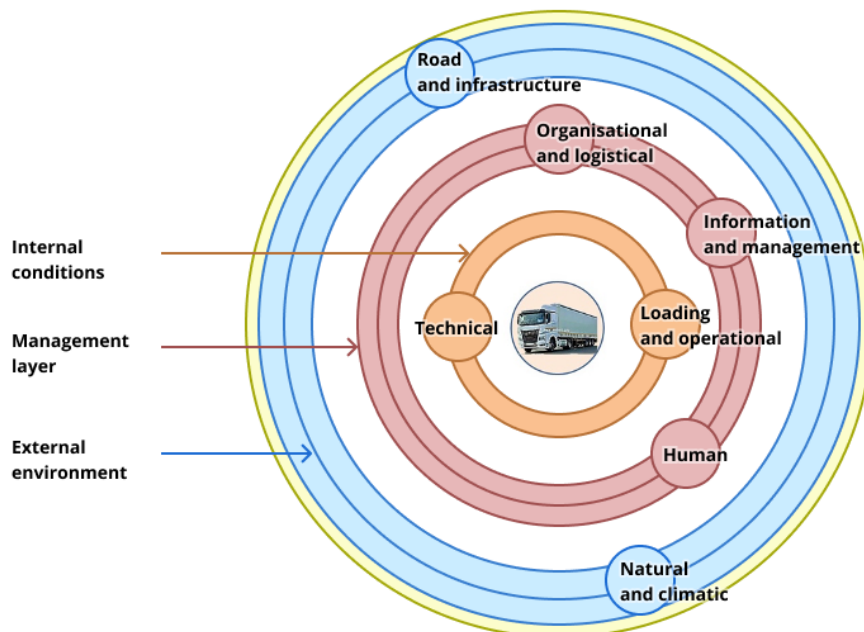 Road
and infrastructure
Organisational
and logistical
Information
and management
Internal
conditions
Technical
Loading
and operational
Management
layer
External
environment
Human
Natural
and climatic